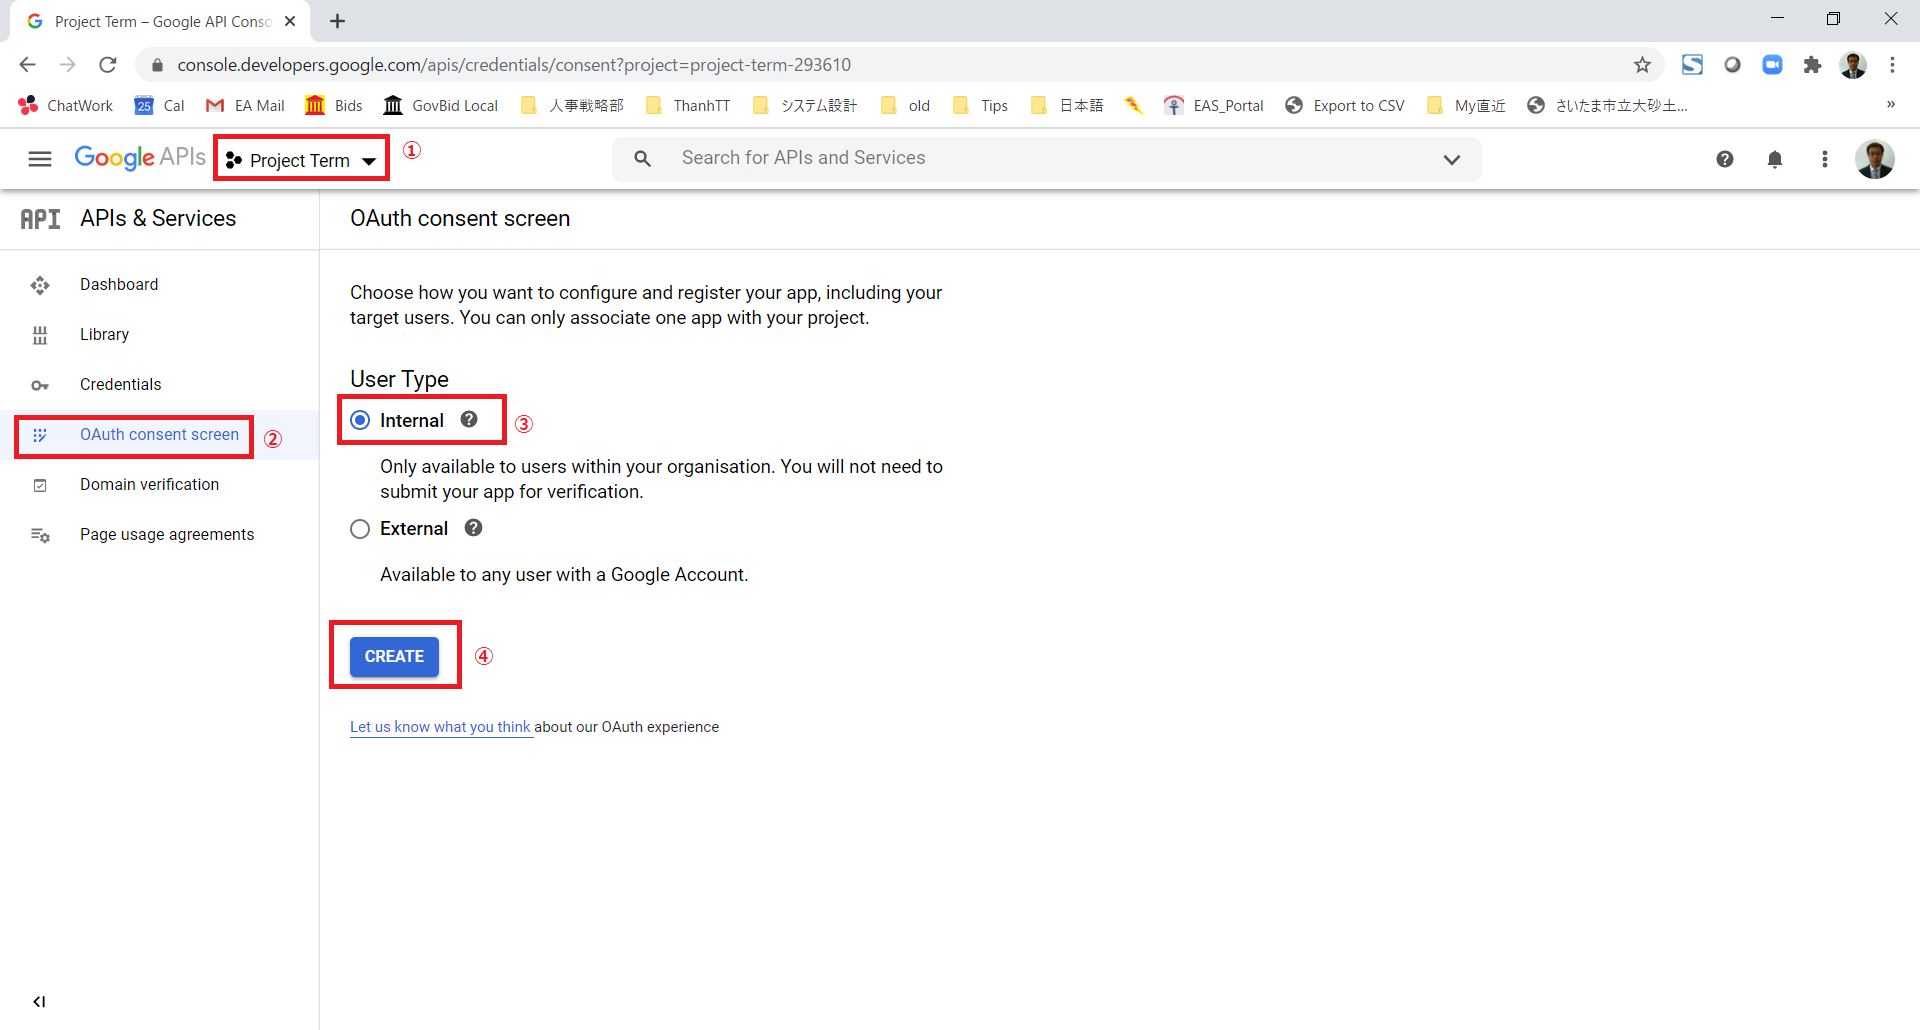 Project Term – Google API Conso
console.developers.google.com/apis/credentials/consent?project=project-term-293610
ChatWork 25 Cal EA Mail Bids GovBid Local 人事戦略部 ThanhTT システム設計 old Tips 日本語 EAS_Portal Export to CSV My直近 さいたま市立大砂土... »
Google APIs Project Term ① Search for APIs and Services
API APIs & Services
OAuth consent screen
Dashboard
Library
Credentials
OAuth consent screen ②
Domain verification
Page usage agreements
Choose how you want to configure and register your app, including your
target users. You can only associate one app with your project.
User Type
Internal ③
Only available to users within your organisation. You will not need to
submit your app for verification.
External
Available to any user with a Google Account.
CREATE ④
Let us know what you think about our OAuth experience